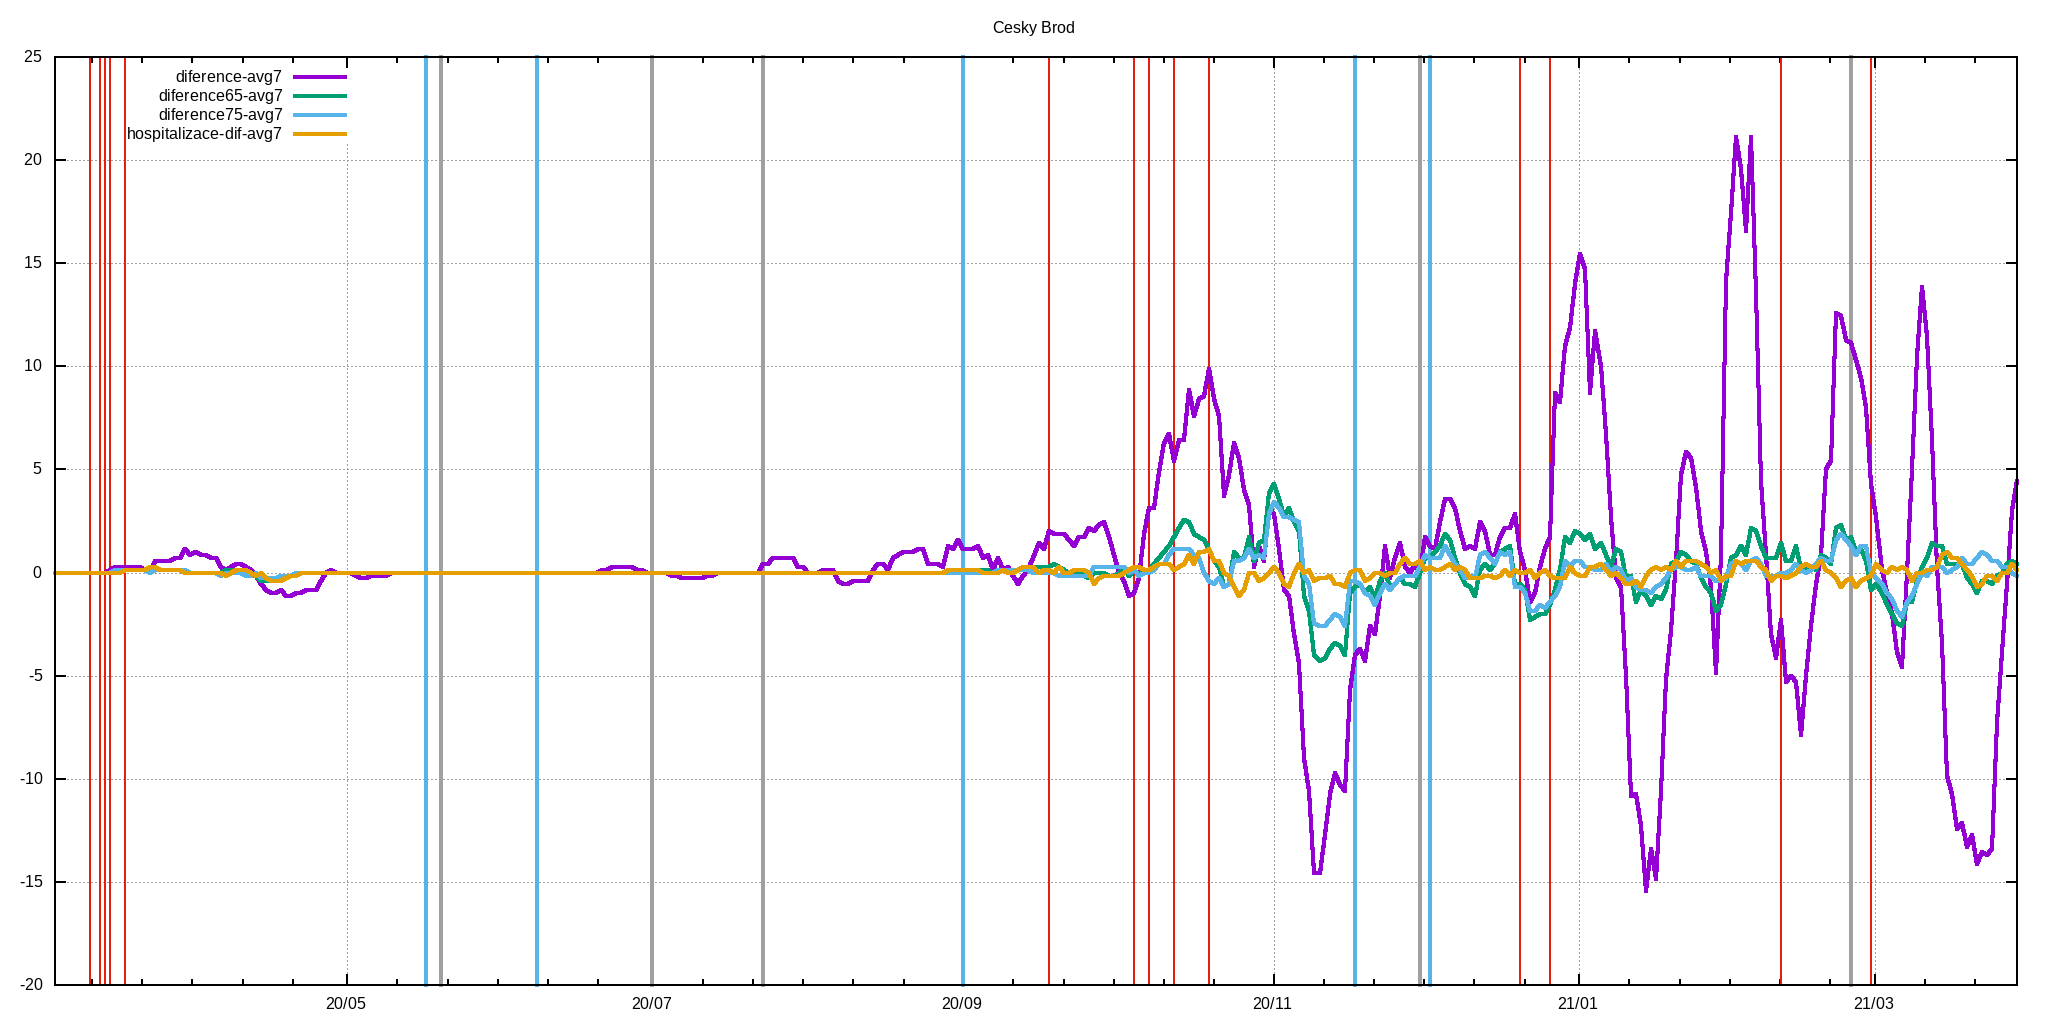 Cesky Brod
25
diference-avg7
diference65-avg7
diference75-avg7
hospitalizace-dif-avg7
20
15
10
5
0
-5
-10
-15
-20
20/05 20/07 20/09 20/11 21/01 21/03